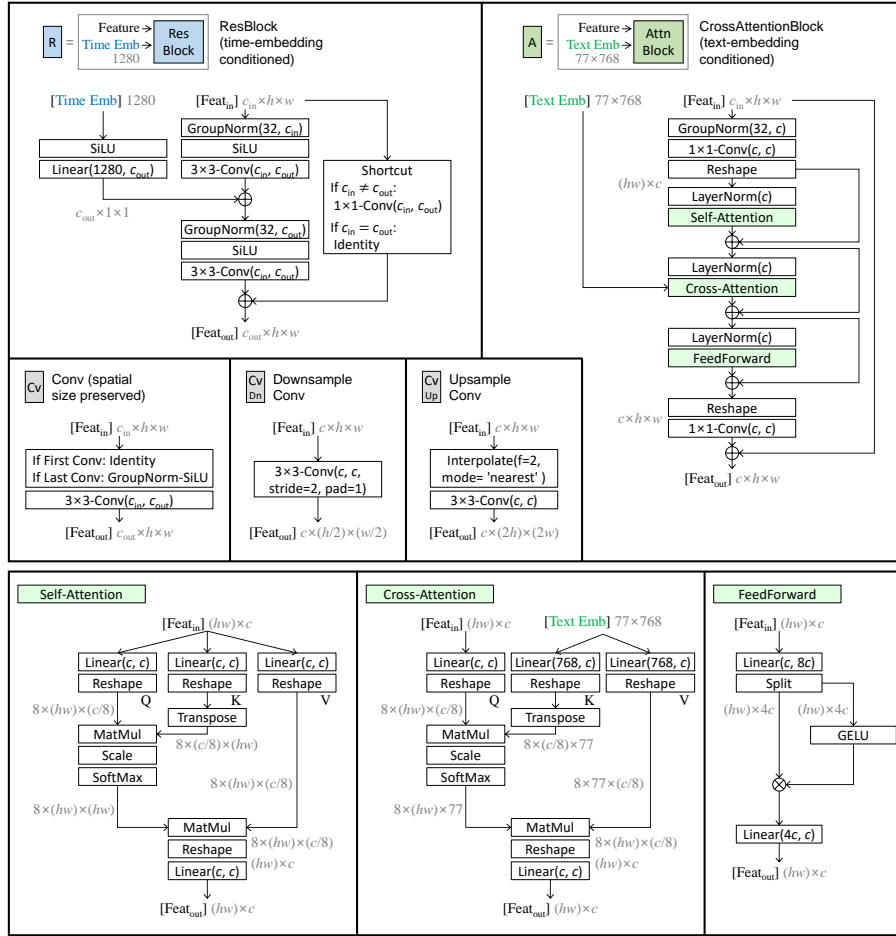 R
=
Feature
Time Emb
1280
Res
Block
ResBlock
(time-embedding
conditioned)
[Time Emb] 1280
SiLU
Linear(1280, c_out)
c_out×1×1
[Feat_in] c_in×h×w
GroupNorm(32, c_in)
SiLU
3×3-Conv(c_in, c_out)
GroupNorm(32, c_out)
SiLU
3×3-Conv(c_in, c_out)
[Feat_out] c_out×h×w
Shortcut
If c_in ≠ c_out:
1×1-Conv(c_in, c_out)
If c_in = c_out:
Identity
A
=
Feature
Text Emb
77×768
Attn
Block
CrossAttentionBlock
(text-embedding
conditioned)
[Text Emb] 77×768
[Feat_in] c_in×h×w
GroupNorm(32, c)
1×1-Conv(c, c)
Reshape
(hw)×c
LayerNorm(c)
Self-Attention
LayerNorm(c)
Cross-Attention
LayerNorm(c)
FeedForward
Reshape
c×h×w
1×1-Conv(c, c)
[Feat_out] c×h×w
Cv
Conv (spatial
size preserved)
[Feat_in] c_in×h×w
If First Conv: Identity
If Last Conv: GroupNorm-SiLU
3×3-Conv(c_in, c_out)
[Feat_out] c_out×h×w
Cv
Dn
Downsample
Conv
[Feat_in] c×h×w
3×3-Conv(c, c,
stride=2, pad=1)
[Feat_out] c×(h/2)×(w/2)
Cv
Up
Upsample
Conv
[Feat_in] c×h×w
Interpolate(f=2,
mode= 'nearest' )
3×3-Conv(c, c)
[Feat_out] c×(2h)×(2w)
Self-Attention
[Feat_in] (hw)×c
Linear(c, c)
Linear(c, c)
Linear(c, c)
Reshape
Reshape
Reshape
Q
K
V
8×(hw)×(c/8)
Transpose
MatMul
8×(c/8)×(hw)
Scale
SoftMax
8×(hw)×(c/8)
8×(hw)×(hw)
MatMul
8×(hw)×(c/8)
Reshape
(hw)×c
Linear(c, c)
[Feat_out] (hw)×c
Cross-Attention
[Feat_in] (hw)×c
[Text Emb] 77×768
Linear(c, c)
Linear(768, c)
Linear(768, c)
Reshape
Reshape
Reshape
Q
K
V
8×(hw)×(c/8)
Transpose
MatMul
8×(c/8)×77
Scale
SoftMax
8×77×(c/8)
8×(hw)×77
MatMul
8×(hw)×(c/8)
Reshape
(hw)×c
Linear(c, c)
[Feat_out] (hw)×c
FeedForward
[Feat_in] (hw)×c
Linear(c, 8c)
Split
(hw)×4c
(hw)×4c
GELU
Linear(4c, c)
[Feat_out] (hw)×c